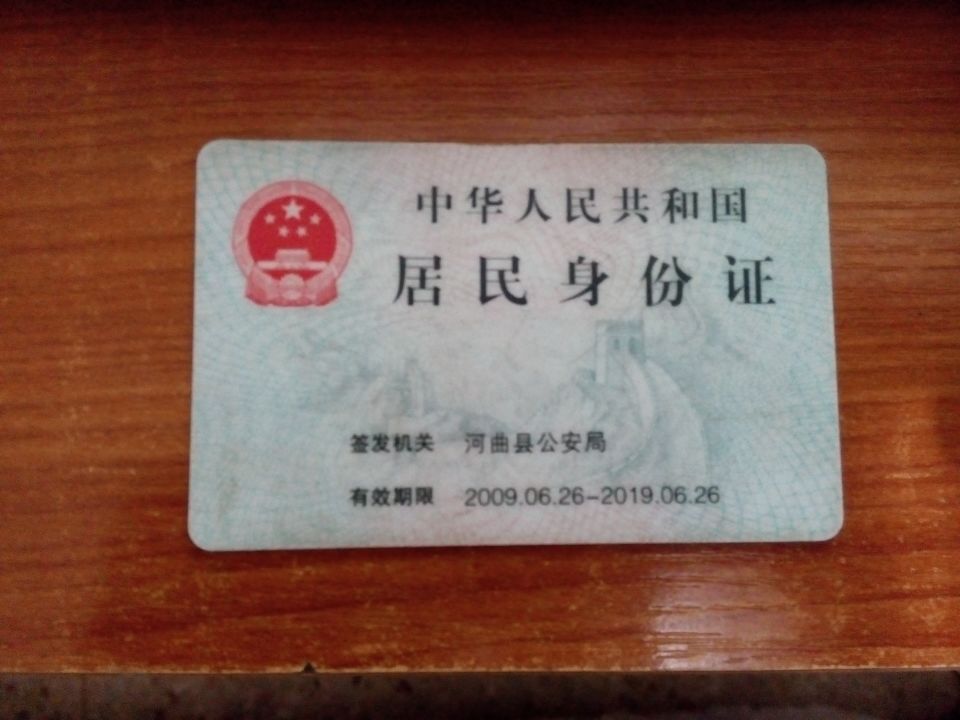 中华人民共和国
居民身份证
签发机关 河曲县公安局
有效期限 2009.06.26-2019.06.26